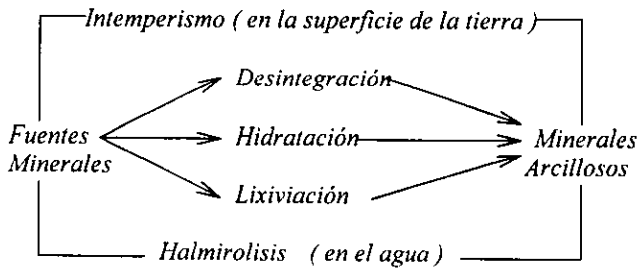 Intemperismo ( en la superficie de la tierra )
Desintegración
Fuentes Minerales
Hidratación
Minerales Arcillosos
Lixiviación
Halmirolisis ( en el agua )